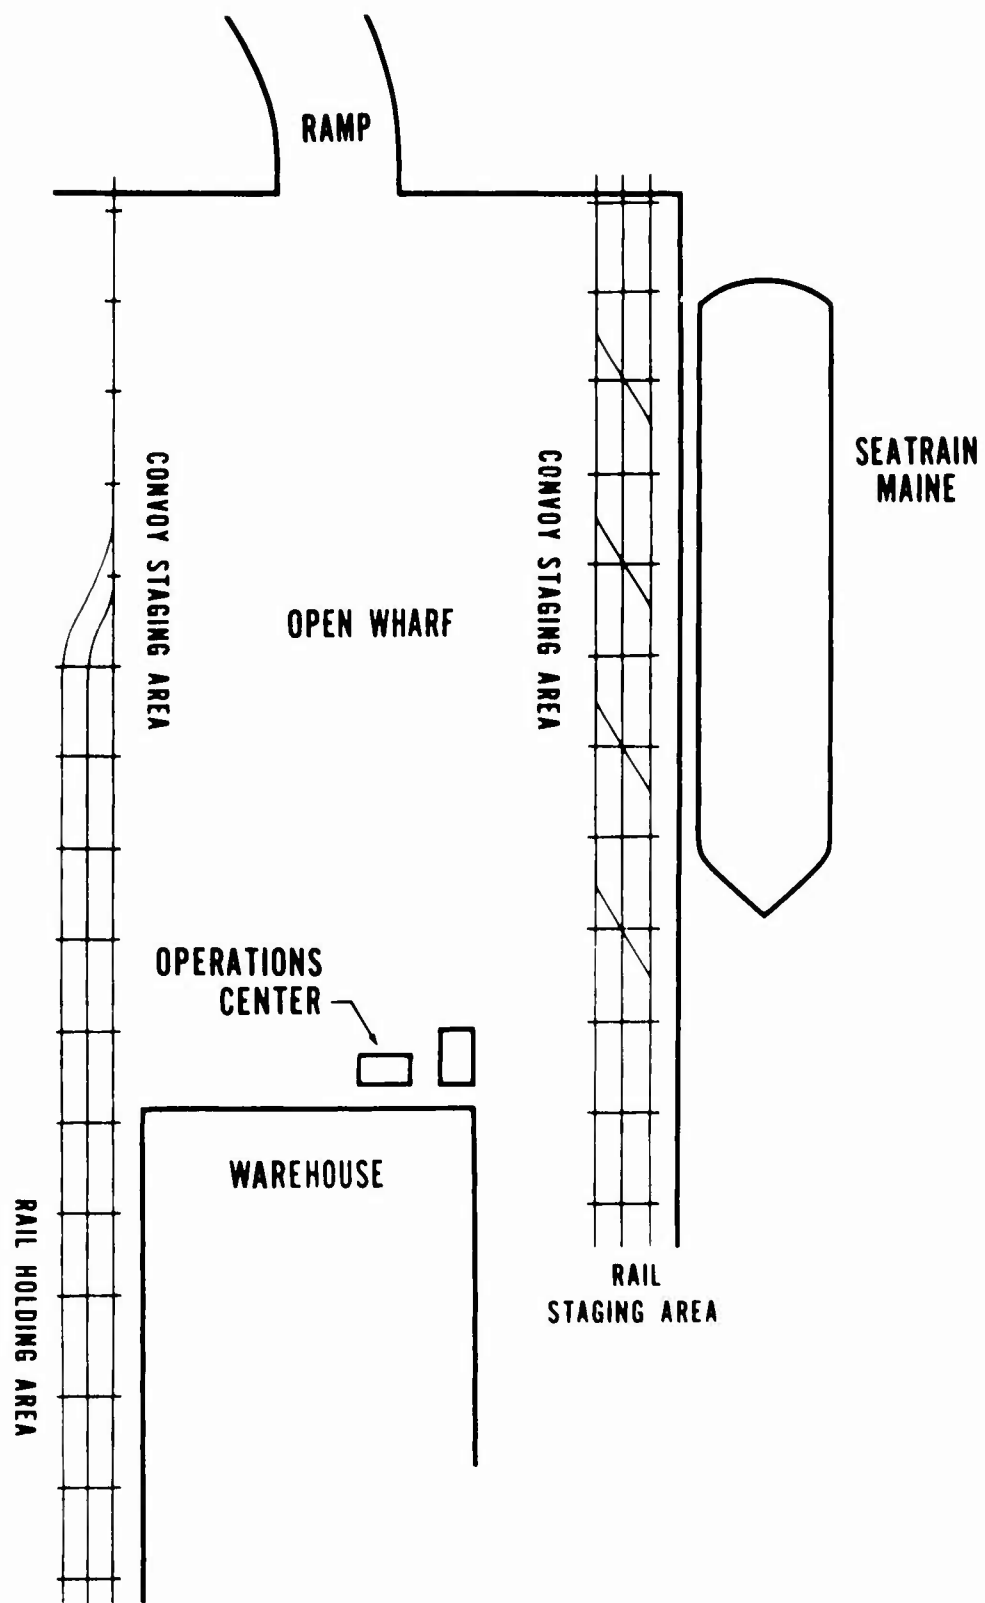 RAMP
SEATRAIN
MAINE
CONVOY STAGING AREA
CONVOY STAGING AREA
OPEN WHARF
OPERATIONS
CENTER
WAREHOUSE
RAIL HOLDING AREA
RAIL
STAGING AREA